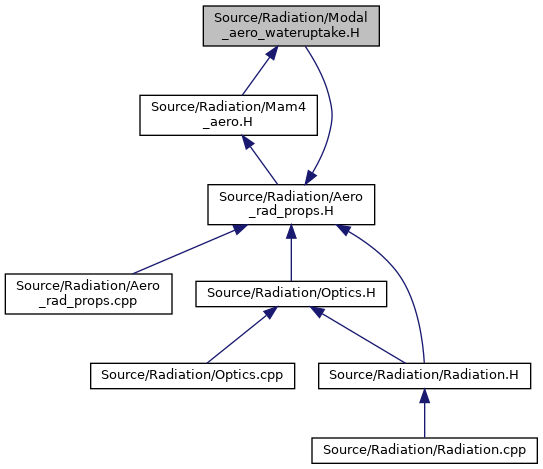 Source/Radiation/Modal
_aero_wateruptake.H
Source/Radiation/Mam4
_aero.H
Source/Radiation/Aero
_rad_props.H
Source/Radiation/Aero
_rad_props.cpp
Source/Radiation/Optics.H
Source/Radiation/Optics.cpp
Source/Radiation/Radiation.H
Source/Radiation/Radiation.cpp